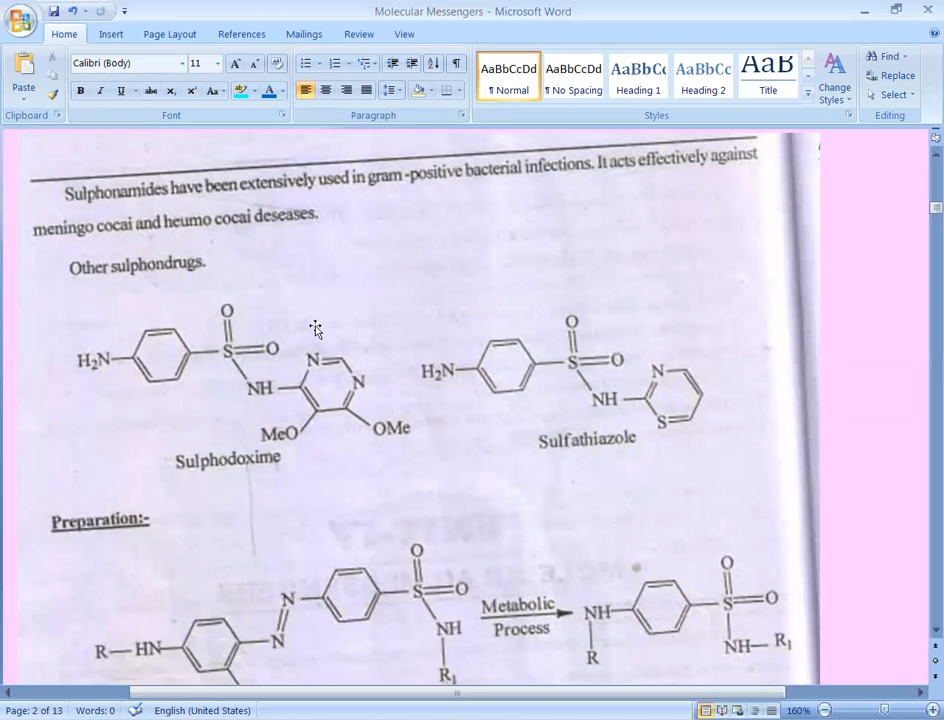 Molecular Messengers - Microsoft Word
Home Insert Page Layout References Mailings Review View
Calibri (Body) 11
Paste
B I U abc X₂ X² Aa A
AaBbCcDd AaBbCcDd AaBbCc AaBbCc AaB
¶ Normal ¶ No Spacing Heading 1 Heading 2 Title
Change Styles
Find
Replace
Select
Clipboard Font Paragraph Styles Editing
Sulphonamides have been extensively used in gram -positive bacterial infections. It acts effectively against
meningo cocai and heumo cocai deseases.
Other sulphondrugs.
H₂N S O O NH N N MeO OMe
Sulphodoxime
H₂N S O O NH N S
Sulfathiazole
Preparation:-
R—HN N N S O O NH R₁
Metabolic
Process
NH R S O O NH— R₁
Page: 2 of 13 Words: 0 English (United States) 160%